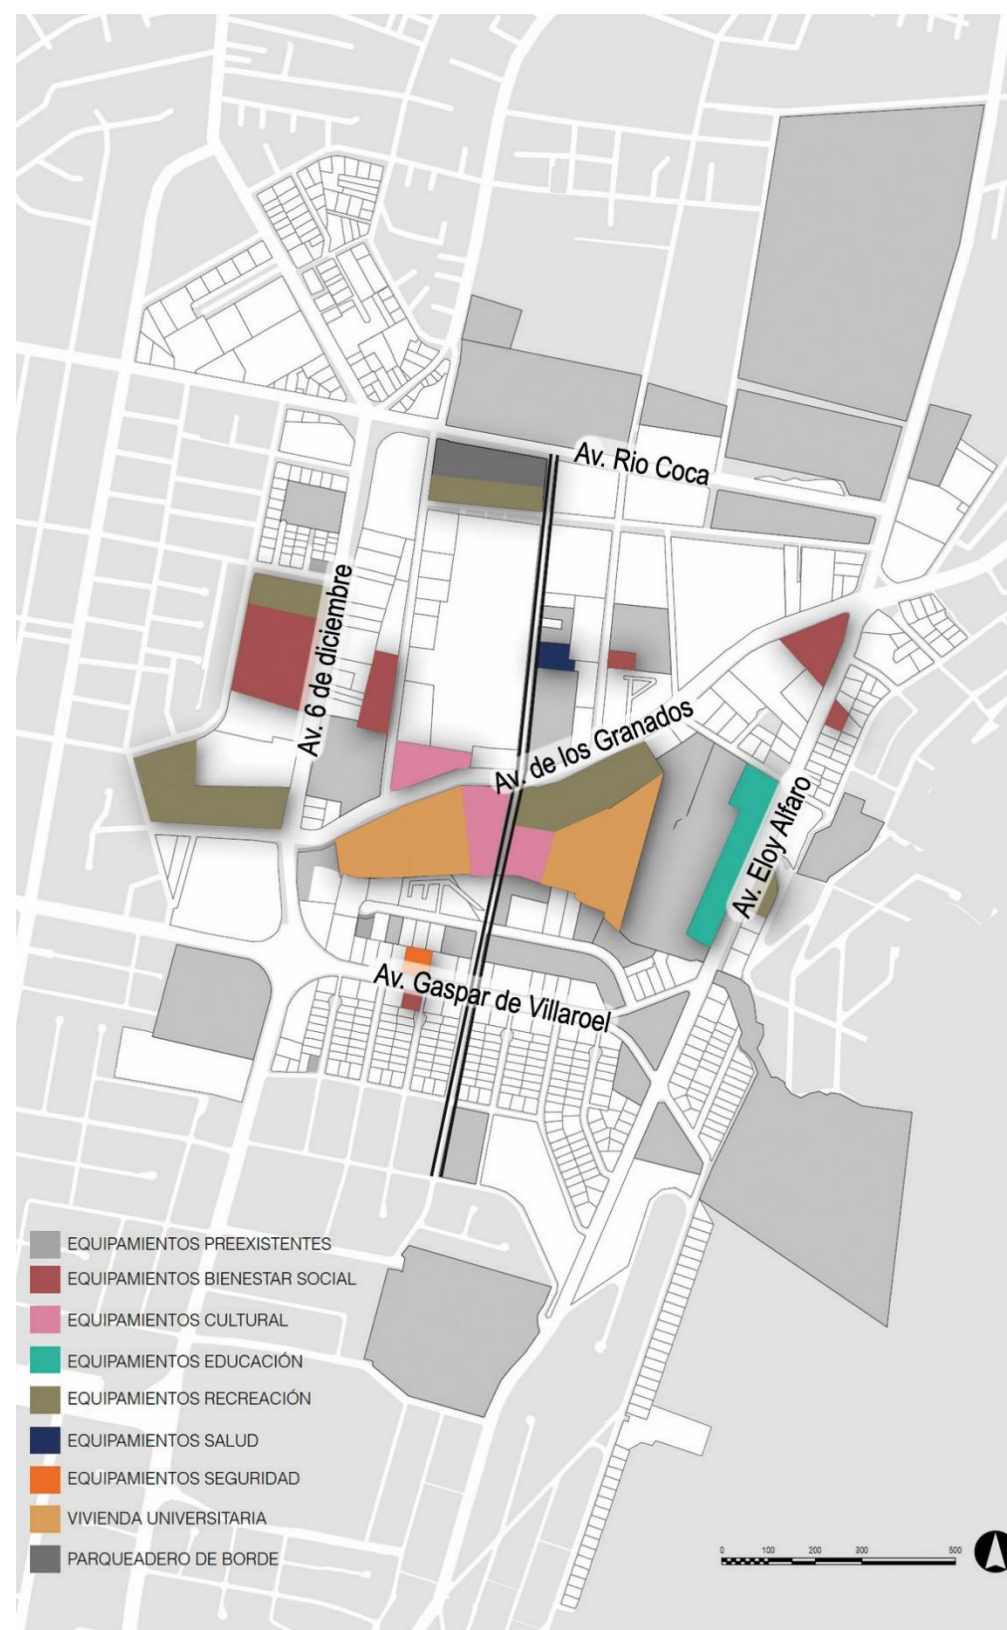 Av. Rio Coca
Av. 6 de diciembre
Av. de los Granados
Av. Eloy Alfaro
Av. Gaspar de Villaroel
EQUIPAMIENTOS PREEXISTENTES
EQUIPAMIENTOS BIENESTAR SOCIAL
EQUIPAMIENTOS CULTURAL
EQUIPAMIENTOS EDUCACIÓN
EQUIPAMIENTOS RECREACIÓN
EQUIPAMIENTOS SALUD
EQUIPAMIENTOS SEGURIDAD
VIVIENDA UNIVERSITARIA
PARQUEADERO DE BORDE
0 100 200 300 500